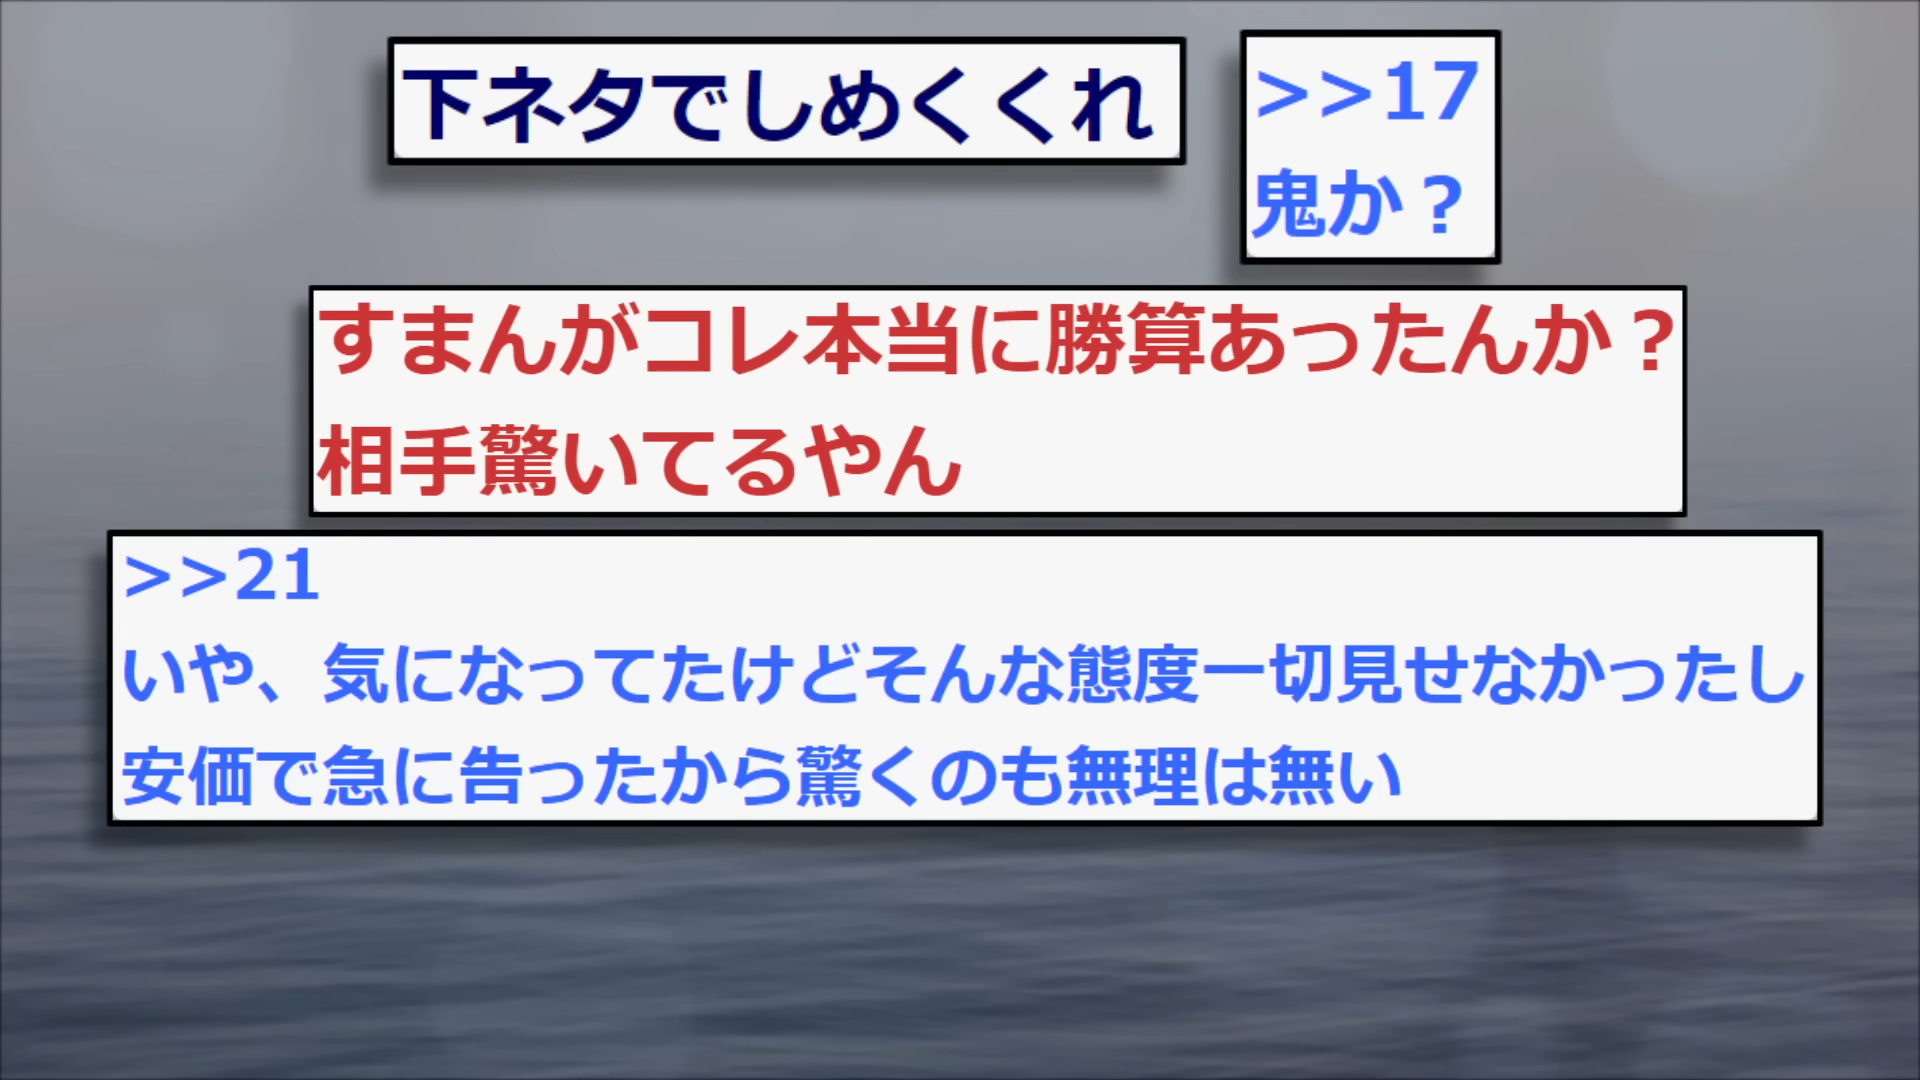 下ネタでしめくくれ
>>17
鬼か？
すまんがコレ本当に勝算あったんか？
相手驚いてるやん
>>21
いや、気になってたけどそんな態度一切見せなかったし
安価で急に告ったから驚くのも無理は無い